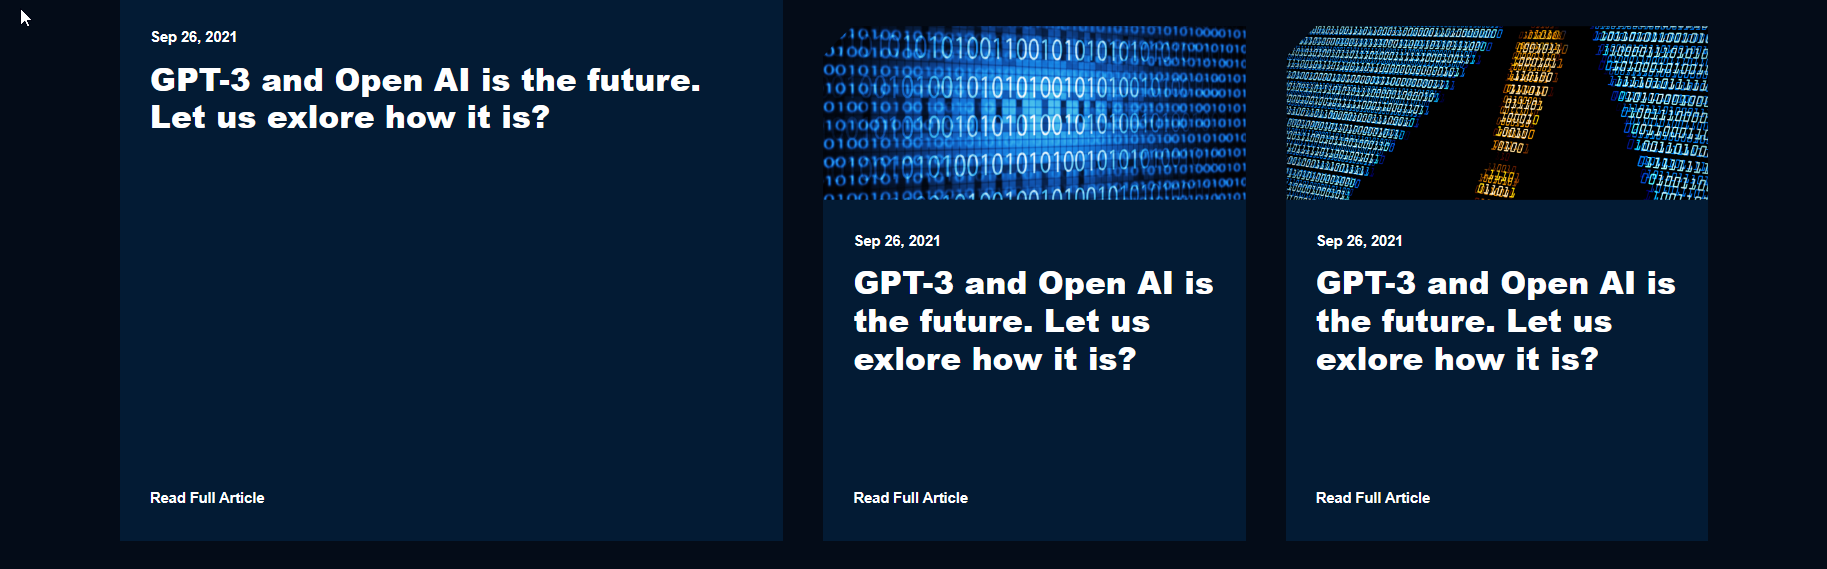 Sep 26, 2021
GPT-3 and Open AI is the future.
Let us exlore how it is?
Read Full Article
Sep 26, 2021
GPT-3 and Open AI is
the future. Let us
exlore how it is?
Read Full Article
Sep 26, 2021
GPT-3 and Open AI is
the future. Let us
exlore how it is?
Read Full Article